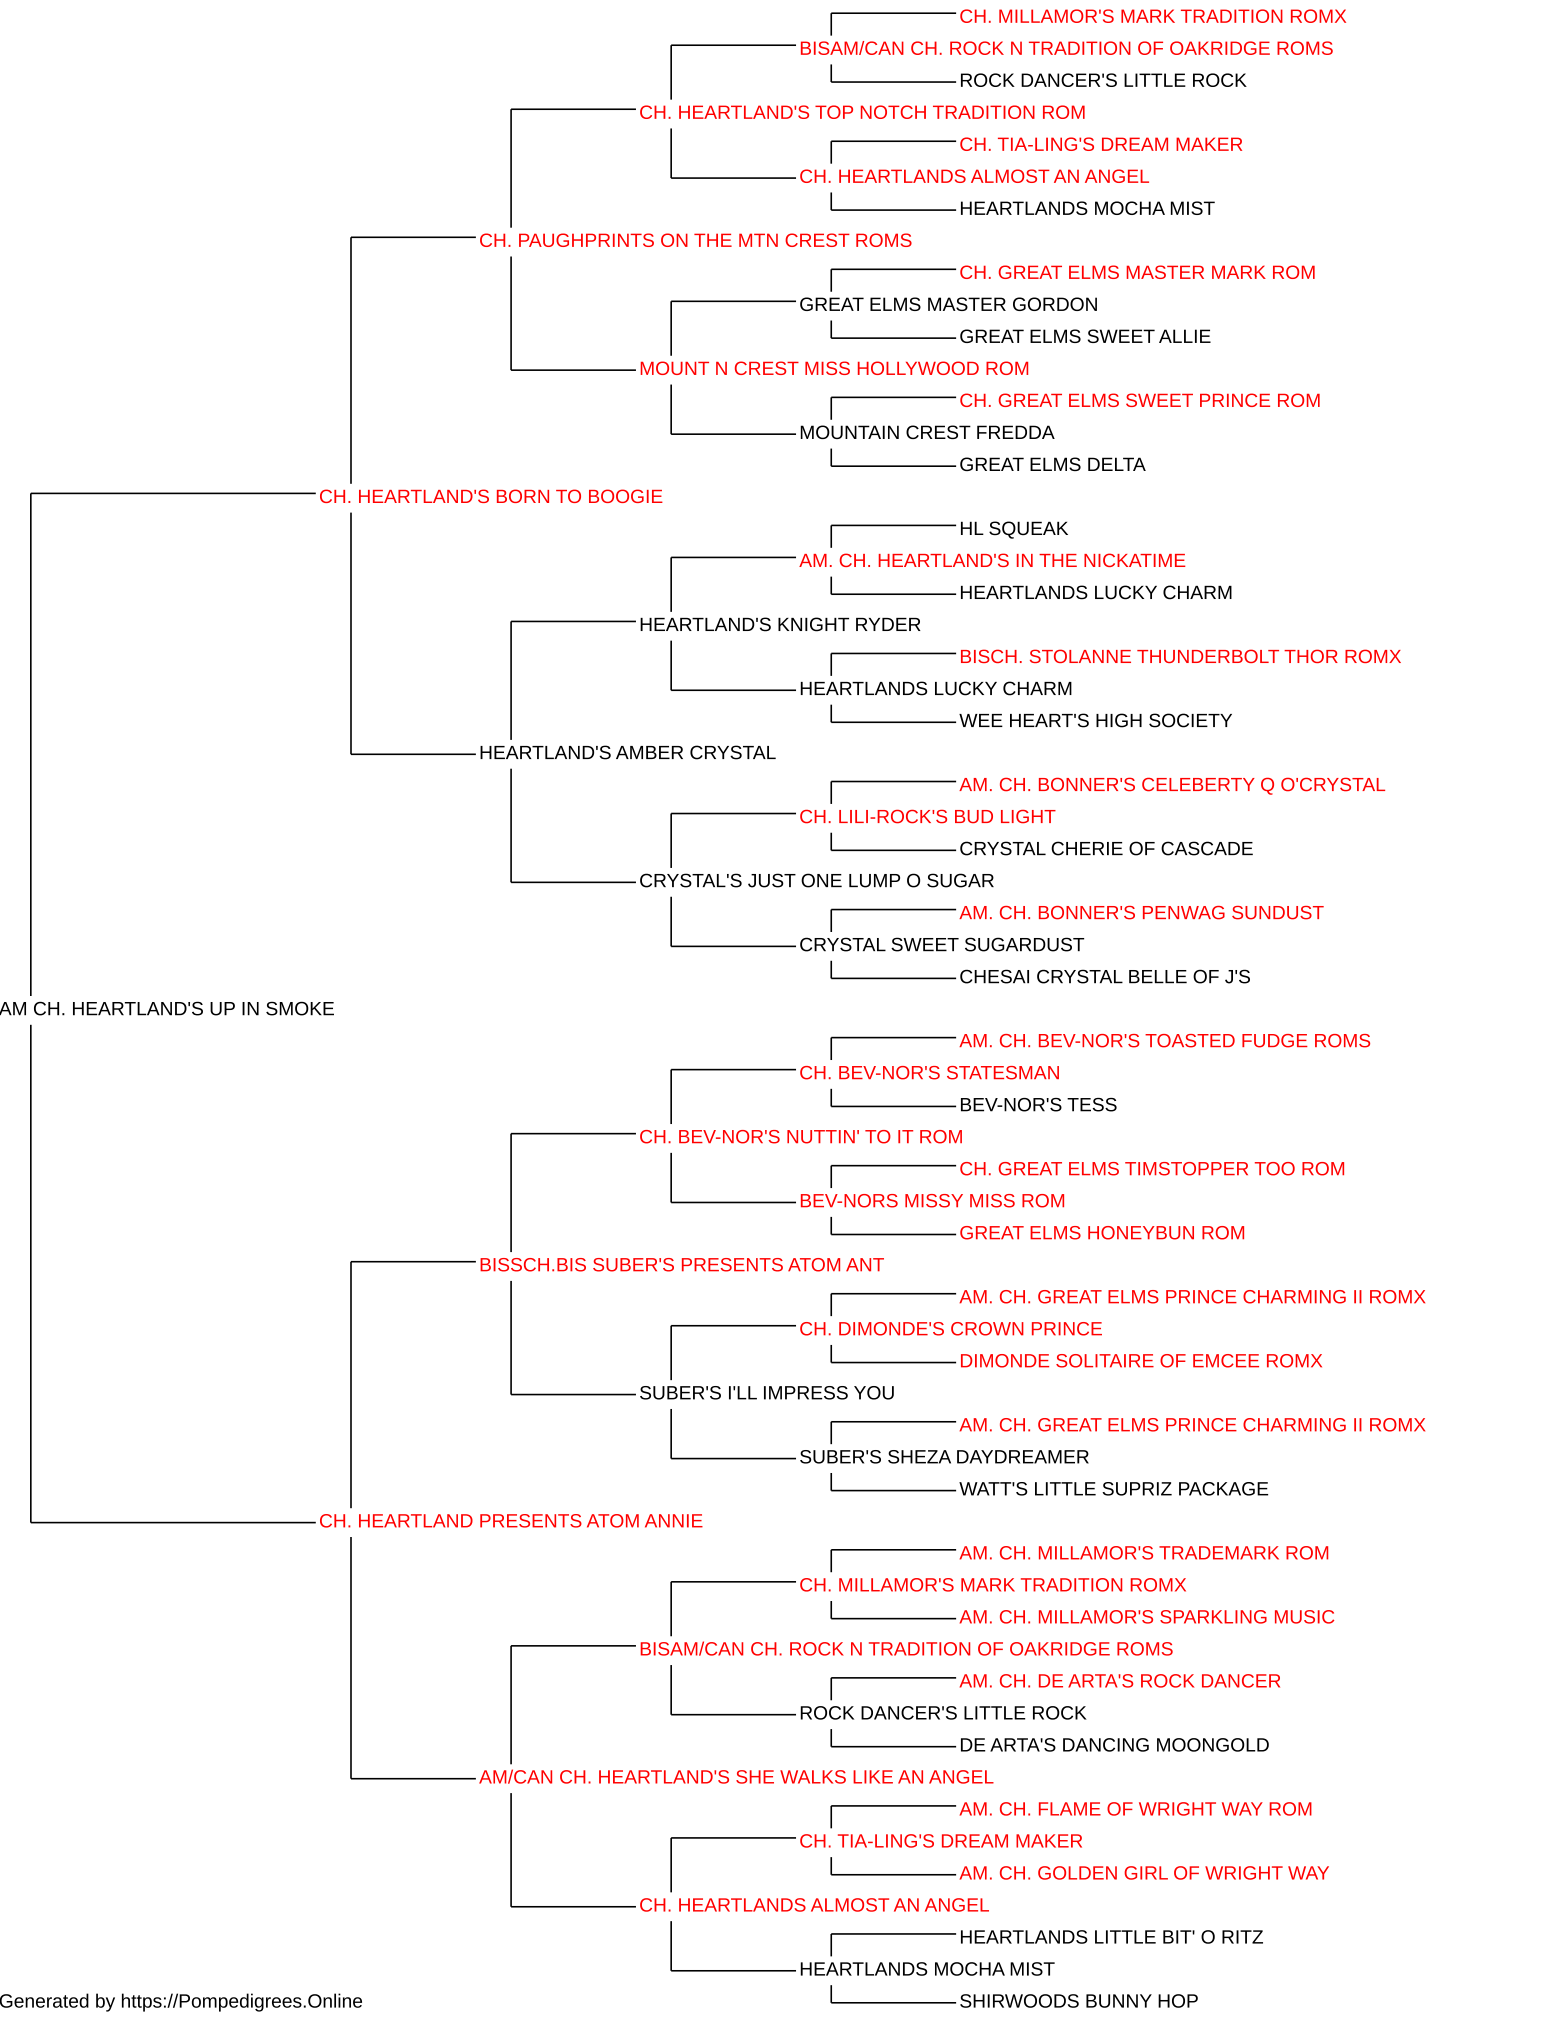 CH. MILLAMOR'S MARK TRADITION ROMX
BISAM/CAN CH. ROCK N TRADITION OF OAKRIDGE ROMS
ROCK DANCER'S LITTLE ROCK
CH. HEARTLAND'S TOP NOTCH TRADITION ROM
CH. TIA-LING'S DREAM MAKER
CH. HEARTLANDS ALMOST AN ANGEL
HEARTLANDS MOCHA MIST
CH. PAUGHPRINTS ON THE MTN CREST ROMS
CH. GREAT ELMS MASTER MARK ROM
GREAT ELMS MASTER GORDON
GREAT ELMS SWEET ALLIE
MOUNT N CREST MISS HOLLYWOOD ROM
CH. GREAT ELMS SWEET PRINCE ROM
MOUNTAIN CREST FREDDA
GREAT ELMS DELTA
CH. HEARTLAND'S BORN TO BOOGIE
HL SQUEAK
AM. CH. HEARTLAND'S IN THE NICKATIME
HEARTLANDS LUCKY CHARM
HEARTLAND'S KNIGHT RYDER
BISCH. STOLANNE THUNDERBOLT THOR ROMX
HEARTLANDS LUCKY CHARM
WEE HEART'S HIGH SOCIETY
HEARTLAND'S AMBER CRYSTAL
AM. CH. BONNER'S CELEBERTY Q O'CRYSTAL
CH. LILI-ROCK'S BUD LIGHT
CRYSTAL CHERIE OF CASCADE
CRYSTAL'S JUST ONE LUMP O SUGAR
AM. CH. BONNER'S PENWAG SUNDUST
CRYSTAL SWEET SUGARDUST
CHESAI CRYSTAL BELLE OF J'S
AM CH. HEARTLAND'S UP IN SMOKE
AM. CH. BEV-NOR'S TOASTED FUDGE ROMS
CH. BEV-NOR'S STATESMAN
BEV-NOR'S TESS
CH. BEV-NOR'S NUTTIN' TO IT ROM
CH. GREAT ELMS TIMSTOPPER TOO ROM
BEV-NORS MISSY MISS ROM
GREAT ELMS HONEYBUN ROM
BISSCH.BIS SUBER'S PRESENTS ATOM ANT
AM. CH. GREAT ELMS PRINCE CHARMING II ROMX
CH. DIMONDE'S CROWN PRINCE
DIMONDE SOLITAIRE OF EMCEE ROMX
SUBER'S I'LL IMPRESS YOU
AM. CH. GREAT ELMS PRINCE CHARMING II ROMX
SUBER'S SHEZA DAYDREAMER
WATT'S LITTLE SUPRIZ PACKAGE
CH. HEARTLAND PRESENTS ATOM ANNIE
AM. CH. MILLAMOR'S TRADEMARK ROM
CH. MILLAMOR'S MARK TRADITION ROMX
AM. CH. MILLAMOR'S SPARKLING MUSIC
BISAM/CAN CH. ROCK N TRADITION OF OAKRIDGE ROMS
AM. CH. DE ARTA'S ROCK DANCER
ROCK DANCER'S LITTLE ROCK
DE ARTA'S DANCING MOONGOLD
AM/CAN CH. HEARTLAND'S SHE WALKS LIKE AN ANGEL
AM. CH. FLAME OF WRIGHT WAY ROM
CH. TIA-LING'S DREAM MAKER
AM. CH. GOLDEN GIRL OF WRIGHT WAY
CH. HEARTLANDS ALMOST AN ANGEL
HEARTLANDS LITTLE BIT' O RITZ
HEARTLANDS MOCHA MIST
SHIRWOODS BUNNY HOP
Generated by https://Pompedigrees.Online